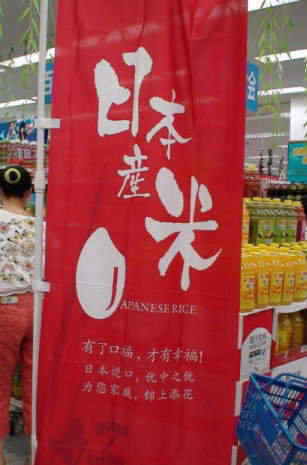 日本産米
JAPANESE RICE
有了口福，才有幸福!
日本进口，优中之优
为您家庭，锦上添花